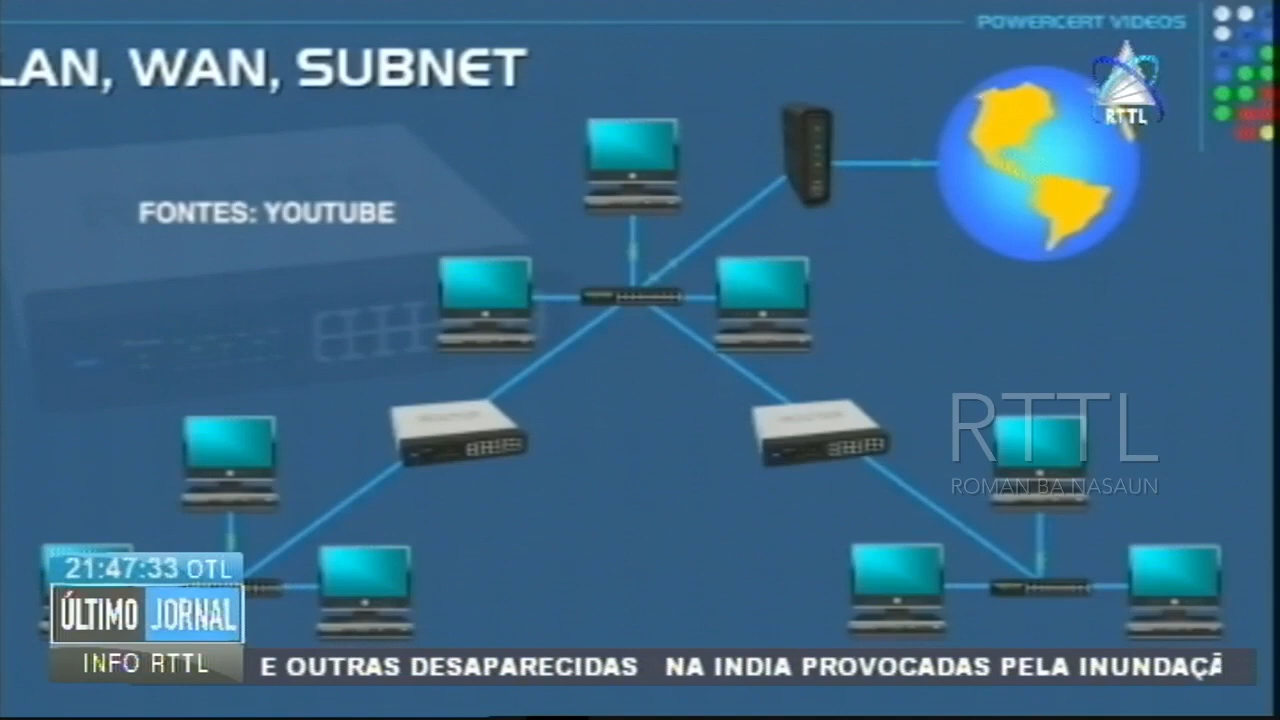 POWERCERT VIDEOS
LAN, WAN, SUBNET
RTTL
FONTES: YOUTUBE
RTTL
ROMAN BA NASAUN
21:47:33 OTL
ÚLTIMO JORNAL
INFO RTTL
E OUTRAS DESAPARECIDAS NA INDIA PROVOCADAS PELA INUNDAÇÃ